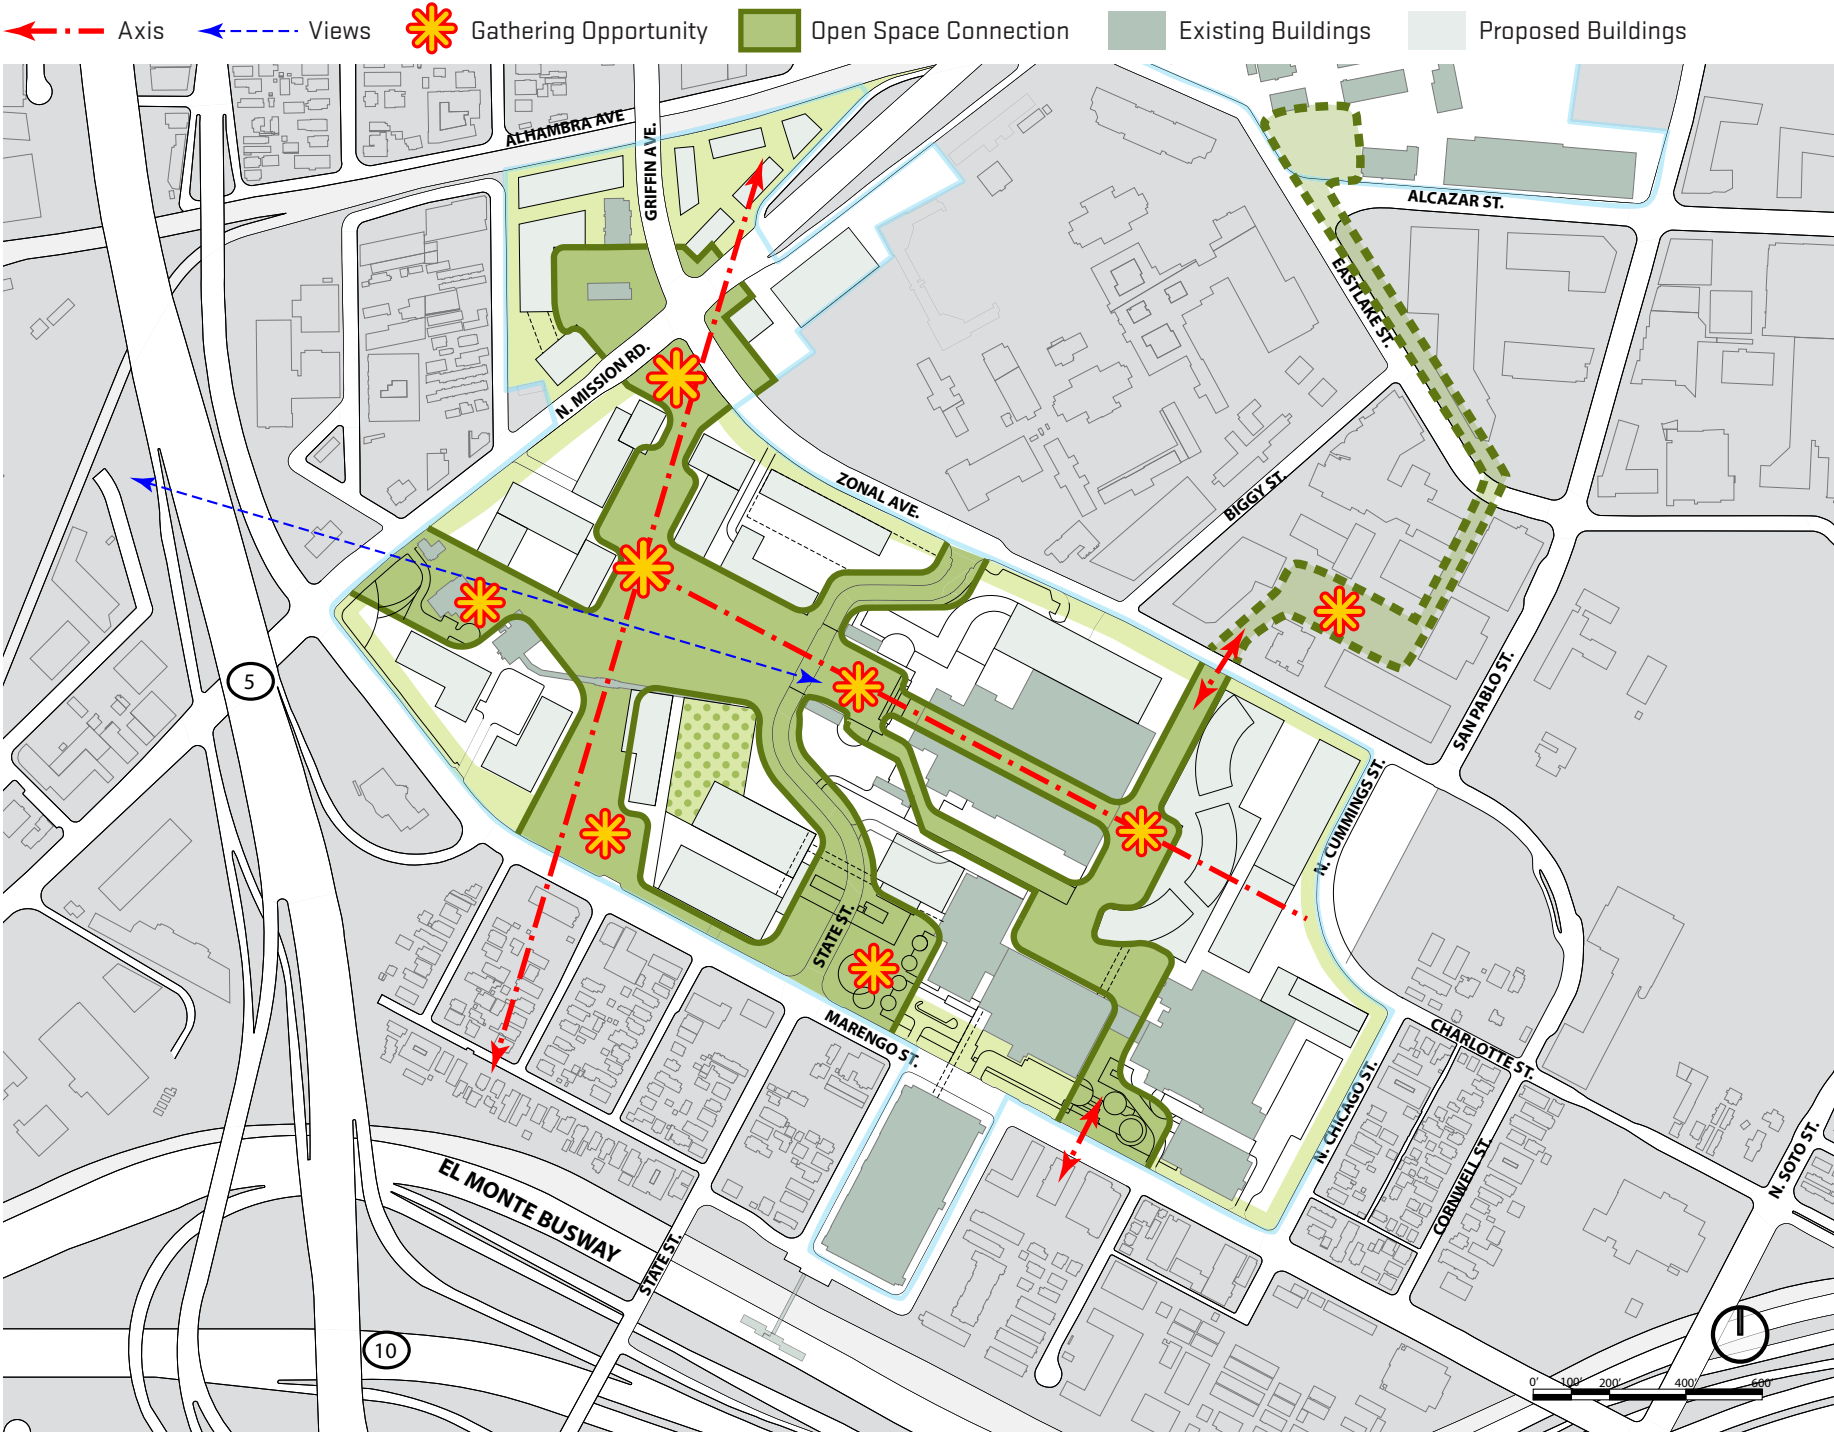 Axis
Views
Gathering Opportunity
Open Space Connection
Existing Buildings
Proposed Buildings
ALHAMBRA AVE
GRIFFIN AVE.
ALCAZAR ST.
EASTLAKE ST.
N. MISSION RD.
ZONAL AVE.
BIGGY ST.
SAN PABLO ST.
5
N. CUMMINGS ST.
STATE ST.
MARENGO ST.
CHARLOTTE ST.
N. CHICAGO ST.
CORNWELL ST.
N. SOTO ST.
EL MONTE BUSWAY
STATE ST.
10
0' 100' 200' 400' 600'